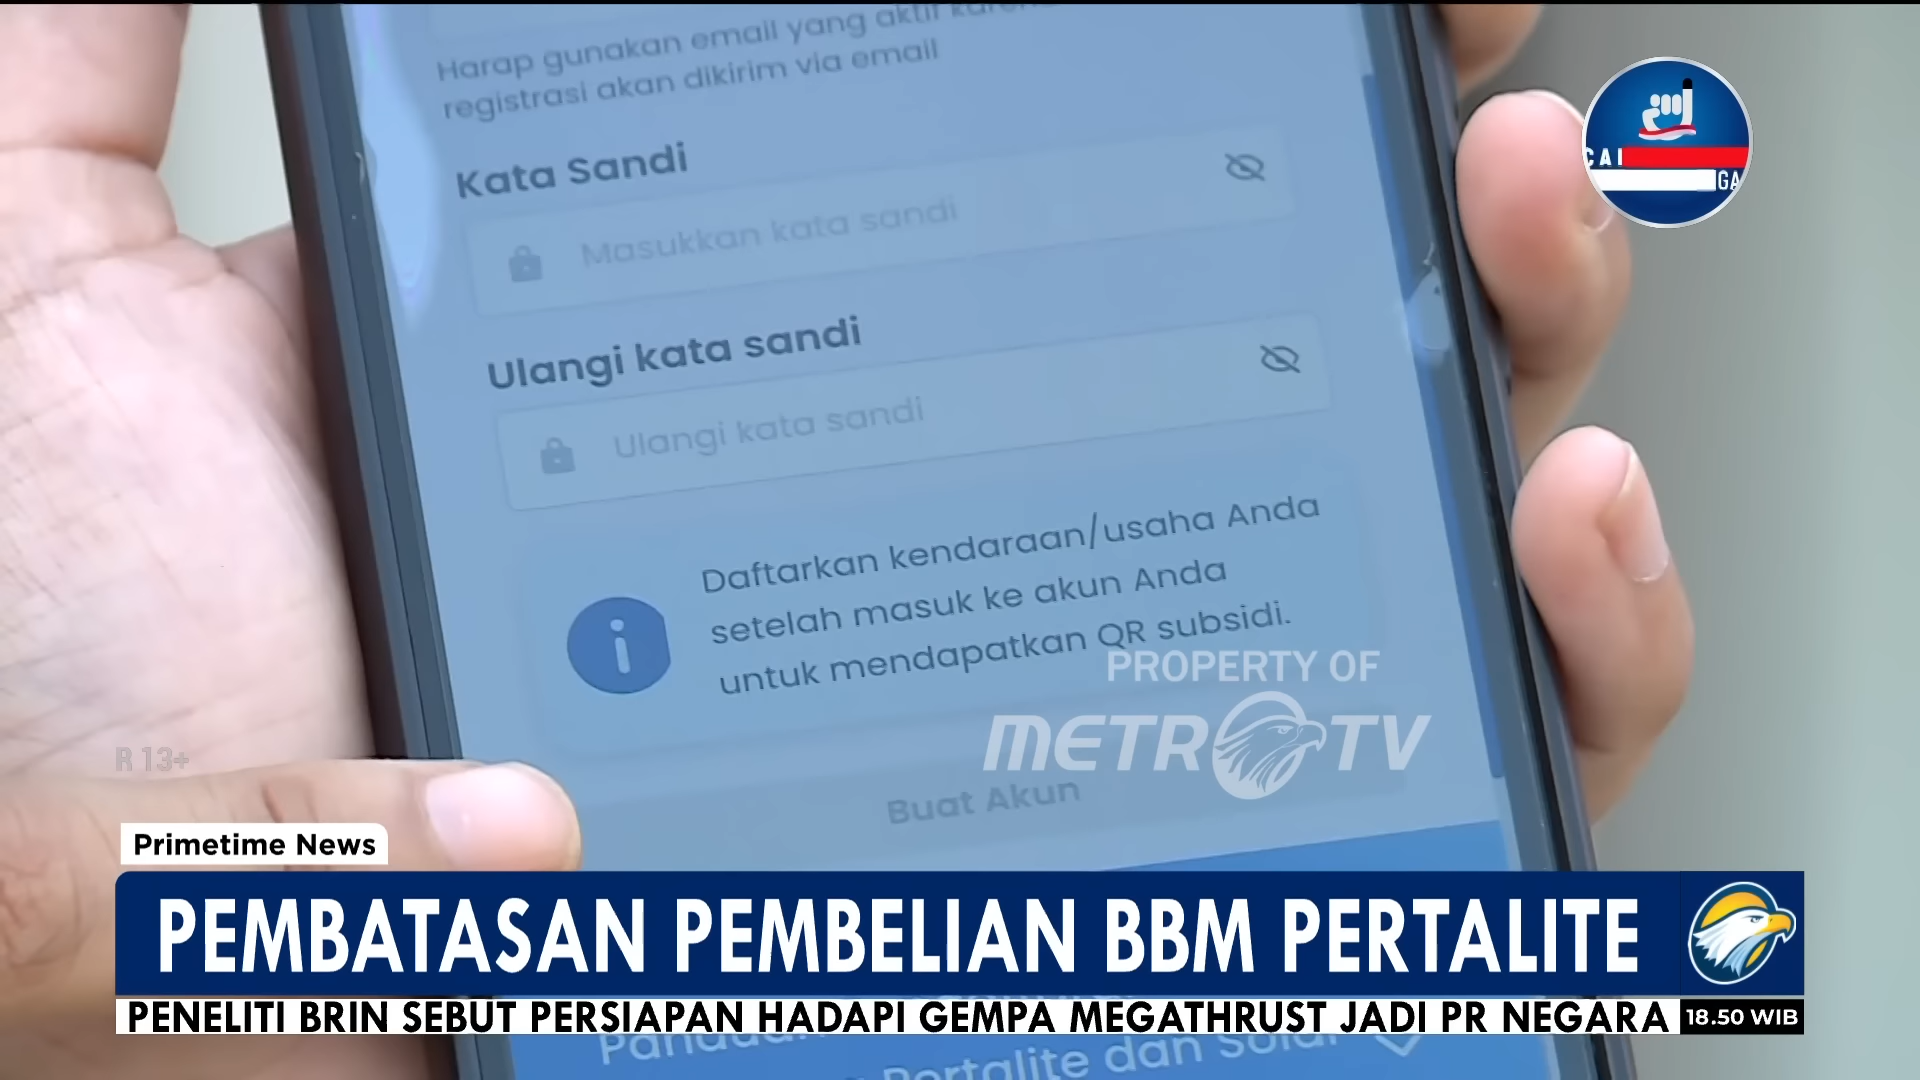 Harap gunakan email yang aktif karena
registrasi akan dikirim via email
Kata Sandi
Masukkan kata sandi
Ulangi kata sandi
Ulangi kata sandi
Daftarkan kendaraan/usaha Anda
setelah masuk ke akun Anda
untuk mendapatkan QR subsidi.
Buat Akun
CAI
GA
PROPERTY OF
METRO TV
R 13+
Primetime News
PEMBATASAN PEMBELIAN BBM PERTALITE
PENELITI BRIN SEBUT PERSIAPAN HADAPI GEMPA MEGATHRUST JADI PR NEGARA
18.50 WIB
Pertalite dan Solar